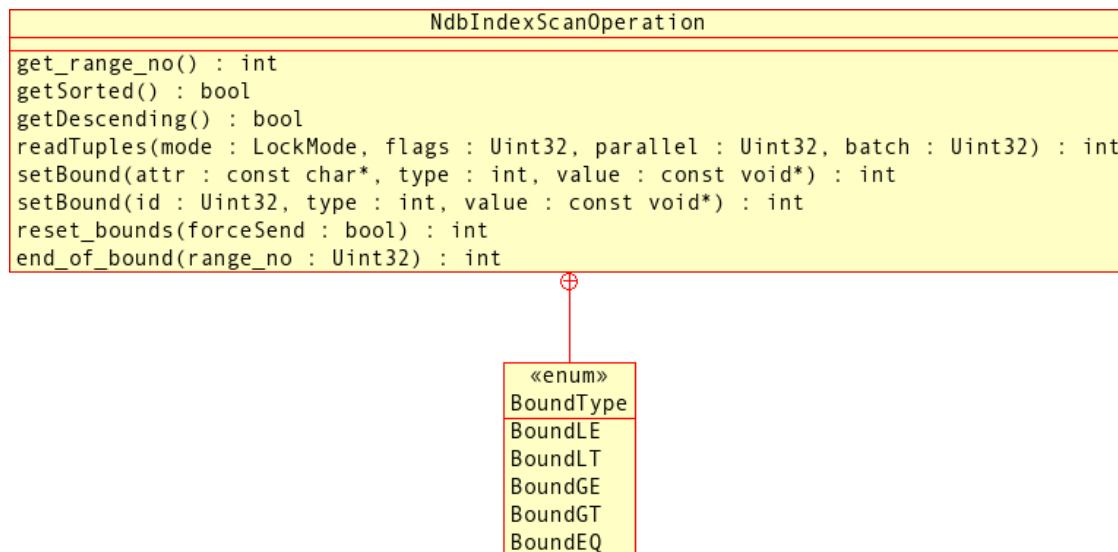 NdbIndexScanOperation
get_range_no() : int
getSorted() : bool
getDescending() : bool
readTuples(mode : LockMode, flags : Uint32, parallel : Uint32, batch : Uint32) : int
setBound(attr : const char*, type : int, value : const void*) : int
setBound(id : Uint32, type : int, value : const void*) : int
reset_bounds(forceSend : bool) : int
end_of_bound(range_no : Uint32) : int
«enum»
BoundType
BoundLE
BoundLT
BoundGE
BoundGT
BoundEQ